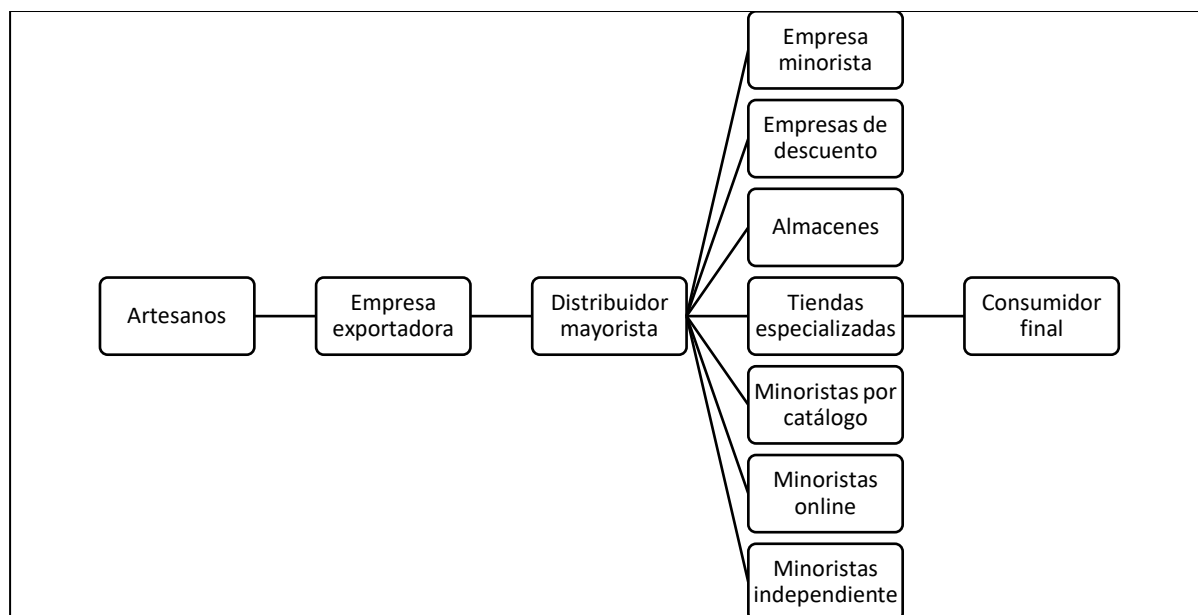 Artesanos
Empresa
exportadora
Distribuidor
mayorista
Empresa
minorista
Empresas de
descuento
Almacenes
Tiendas
especializadas
Minoristas por
catálogo
Minoristas
online
Minoristas
independiente
Consumidor
final